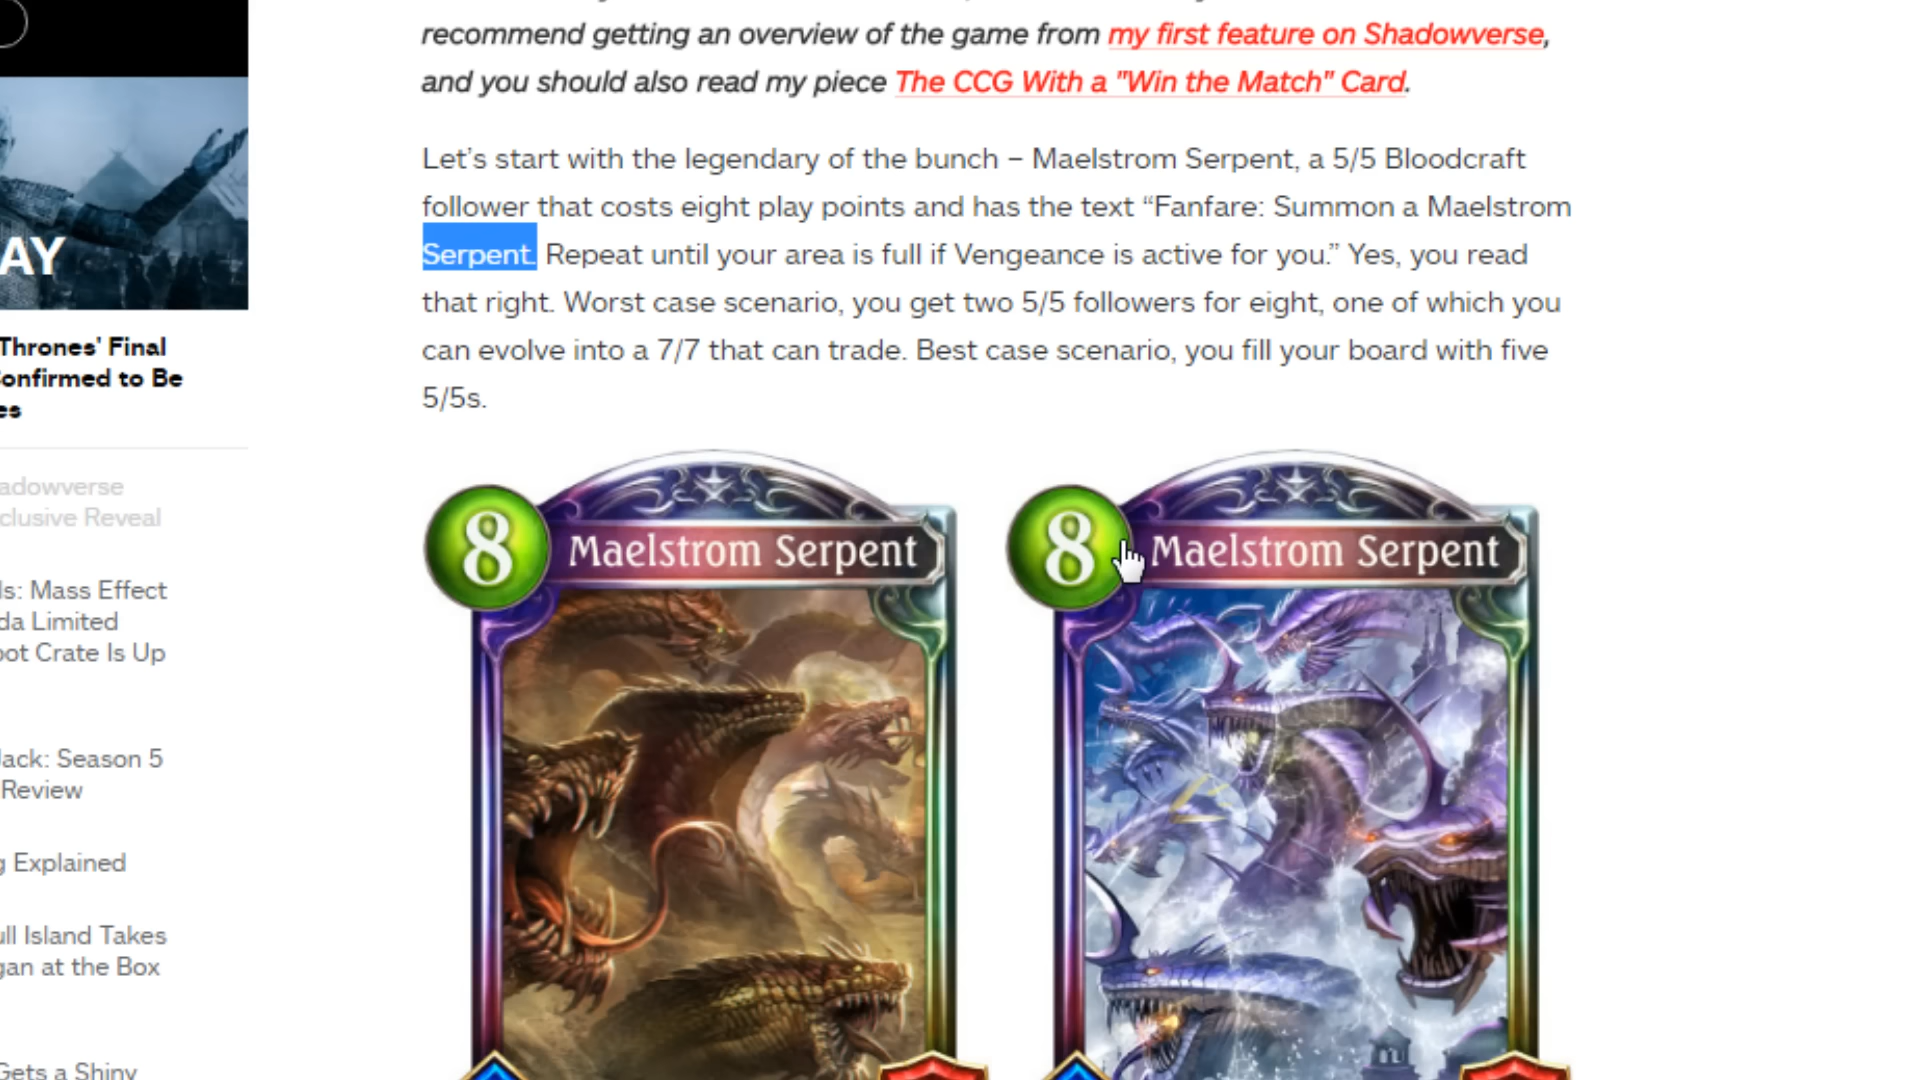 recommend getting an overview of the game from my first feature on Shadowverse,
and you should also read my piece The CCG With a "Win the Match" Card.
Let's start with the legendary of the bunch – Maelstrom Serpent, a 5/5 Bloodcraft
follower that costs eight play points and has the text “Fanfare: Summon a Maelstrom
Serpent. Repeat until your area is full if Vengeance is active for you.” Yes, you read
that right. Worst case scenario, you get two 5/5 followers for eight, one of which you
can evolve into a 7/7 that can trade. Best case scenario, you fill your board with five
5/5s.
8 Maelstrom Serpent
8 Maelstrom Serpent
AY
Thrones' Final
Confirmed to Be
es
adowverse
clusive Reveal
ls: Mass Effect
da Limited
oot Crate Is Up
Jack: Season 5
Review
g Explained
ull Island Takes
gan at the Box
Gets a Shiny